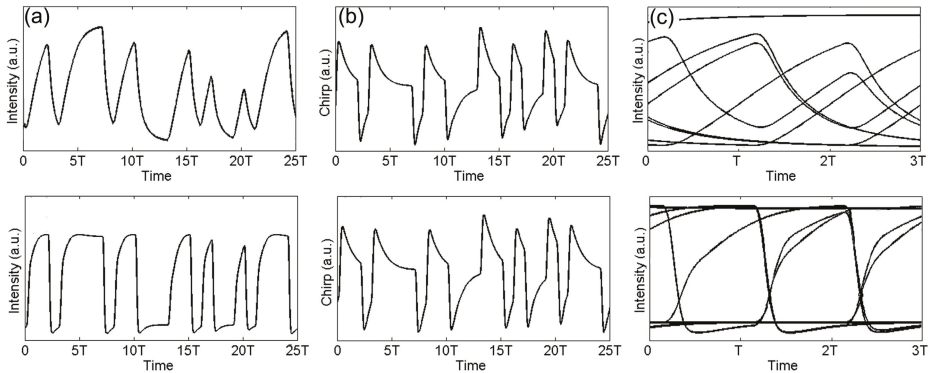 (a) (b) (c)
Intensity (a.u.) Chirp (a.u.) Intensity (a.u.)
0 5T 10T 15T 20T 25T 0 5T 10T 15T 20T 25T 0 T 2T 3T
Time Time Time
Intensity (a.u.) Chirp (a.u.) Intensity (a.u.)
0 5T 10T 15T 20T 25T 0 5T 10T 15T 20T 25T 0 T 2T 3T
Time Time Time